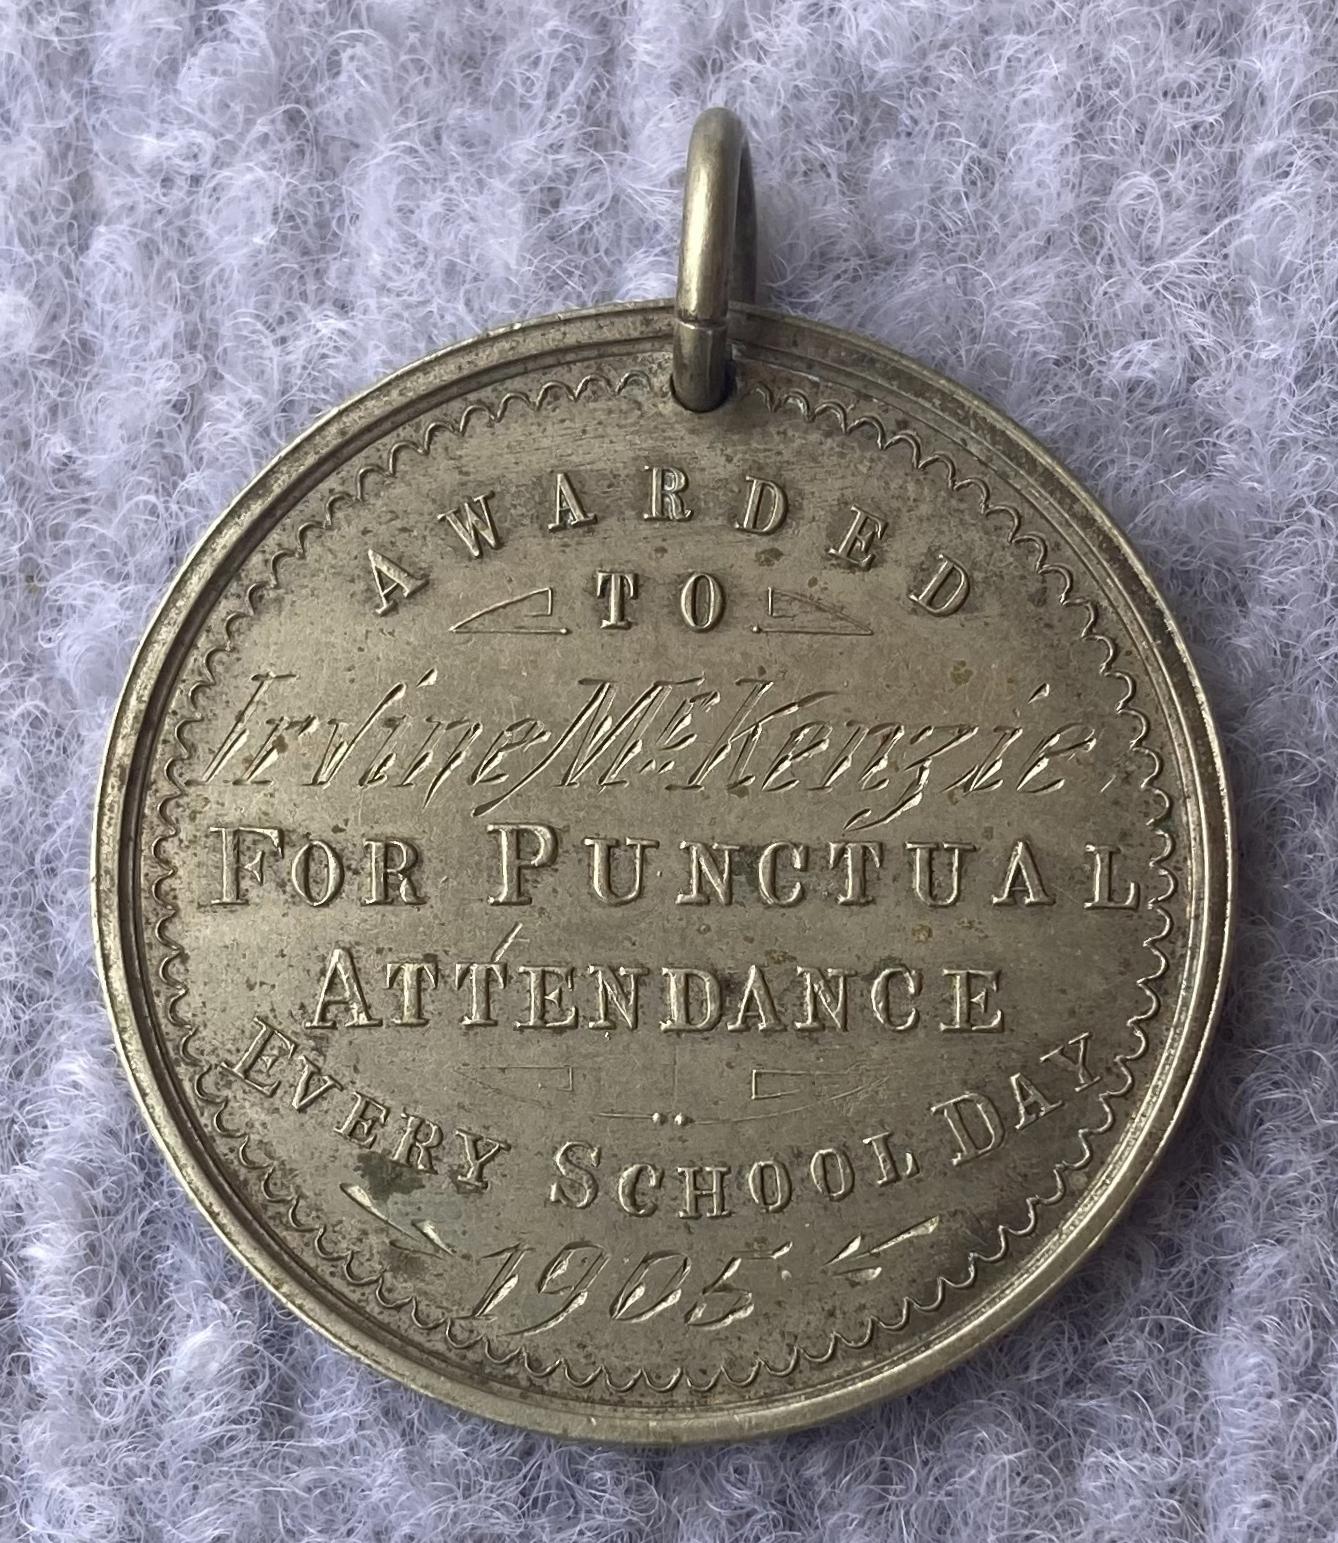 AWARDED
TO
Irvine McKenzie
FOR PUNCTUAL
ATTENDANCE
EVERY SCHOOL DAY
1905